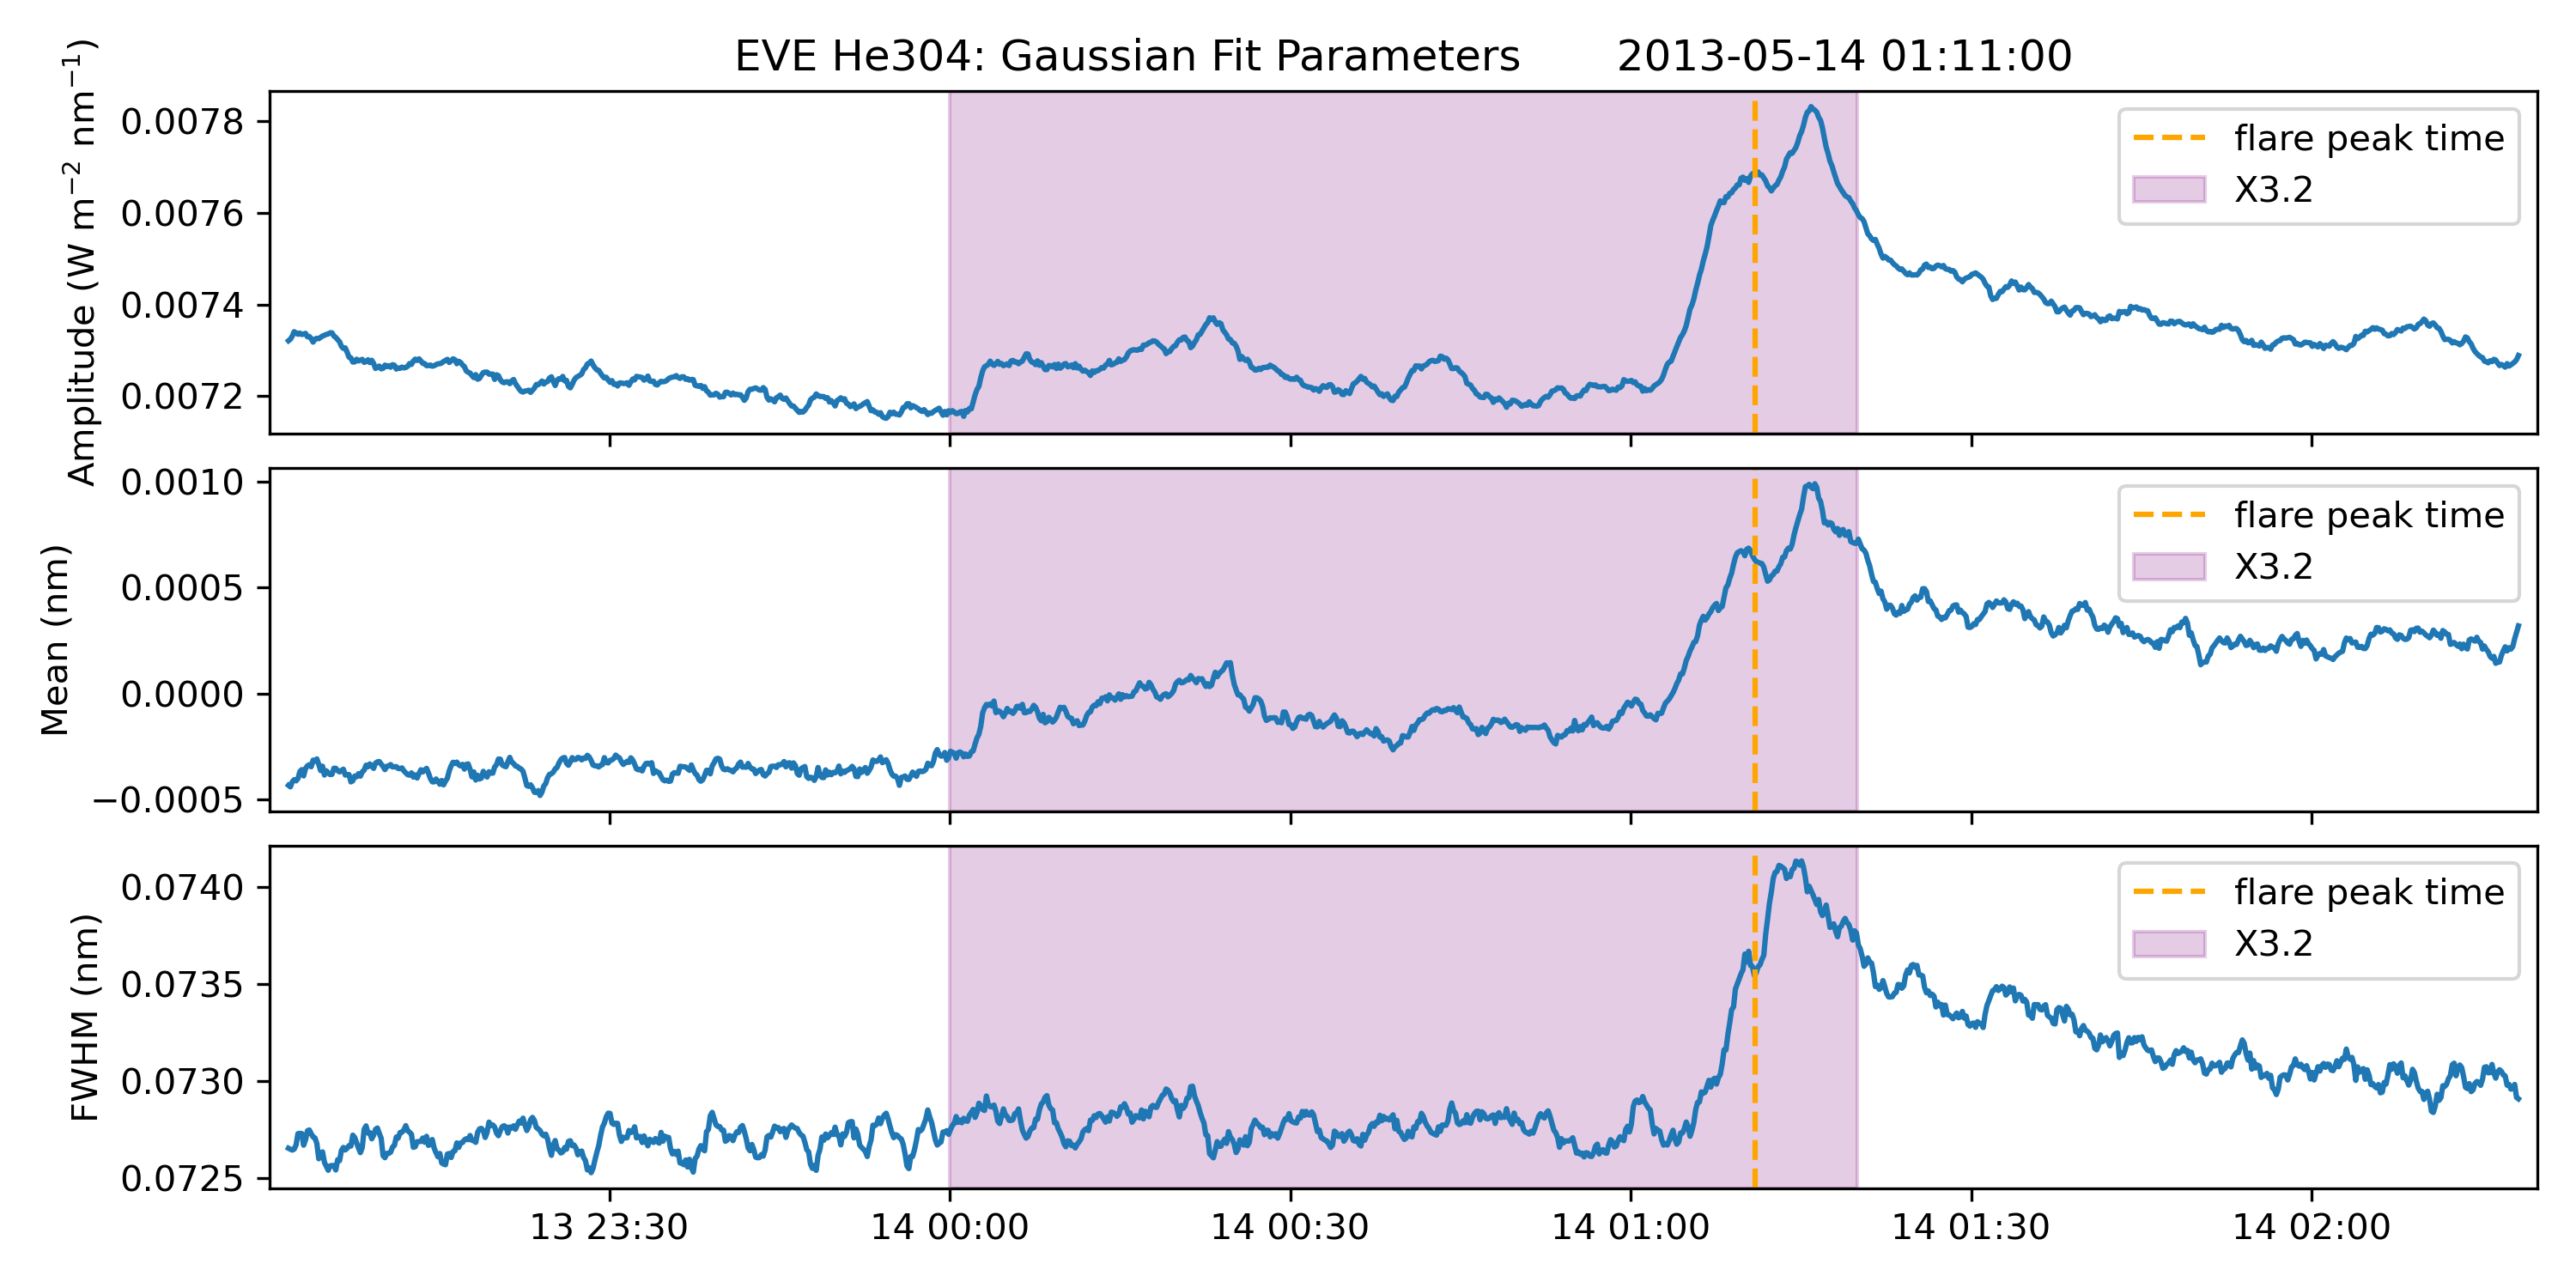 EVE He304: Gaussian Fit Parameters 2013-05-14 01:11:00
Amplitude (W m⁻² nm⁻¹)
0.0078
0.0076
0.0074
0.0072
flare peak time
X3.2
Mean (nm)
0.0010
0.0005
0.0000
−0.0005
flare peak time
X3.2
FWHM (nm)
0.0740
0.0735
0.0730
0.0725
flare peak time
X3.2
13 23:30 14 00:00 14 00:30 14 01:00 14 01:30 14 02:00